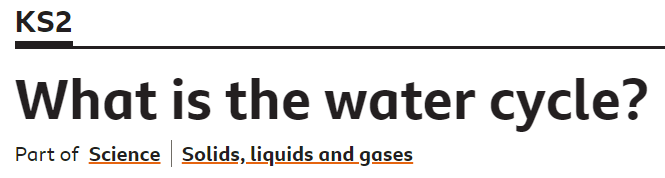 KS2
What is the water cycle?
Part of Science | Solids, liquids and gases